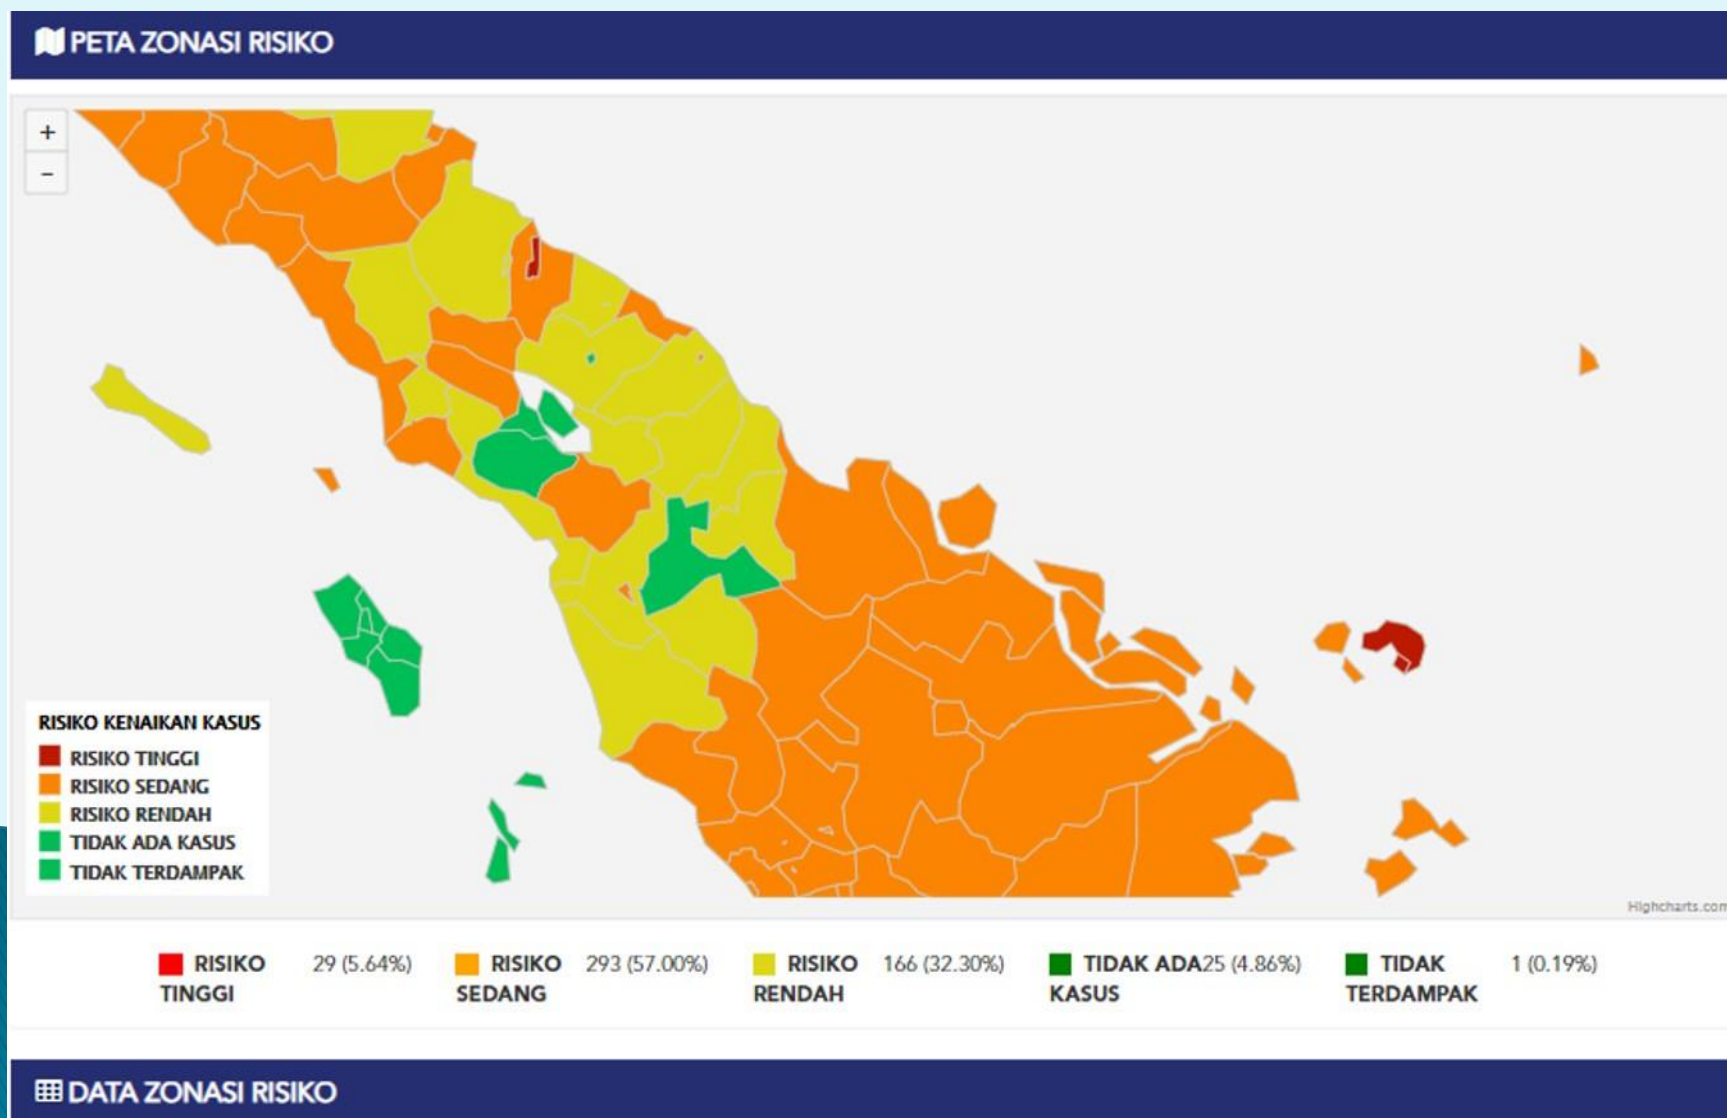 PETA ZONASI RISIKO
+
−
RISIKO KENAIKAN KASUS
RISIKO TINGGI
RISIKO SEDANG
RISIKO RENDAH
TIDAK ADA KASUS
TIDAK TERDAMPAK
Highcharts.com
RISIKO TINGGI 29 (5.64%)
RISIKO SEDANG 293 (57.00%)
RISIKO RENDAH 166 (32.30%)
TIDAK ADA KASUS 25 (4.86%)
TIDAK TERDAMPAK 1 (0.19%)
DATA ZONASI RISIKO